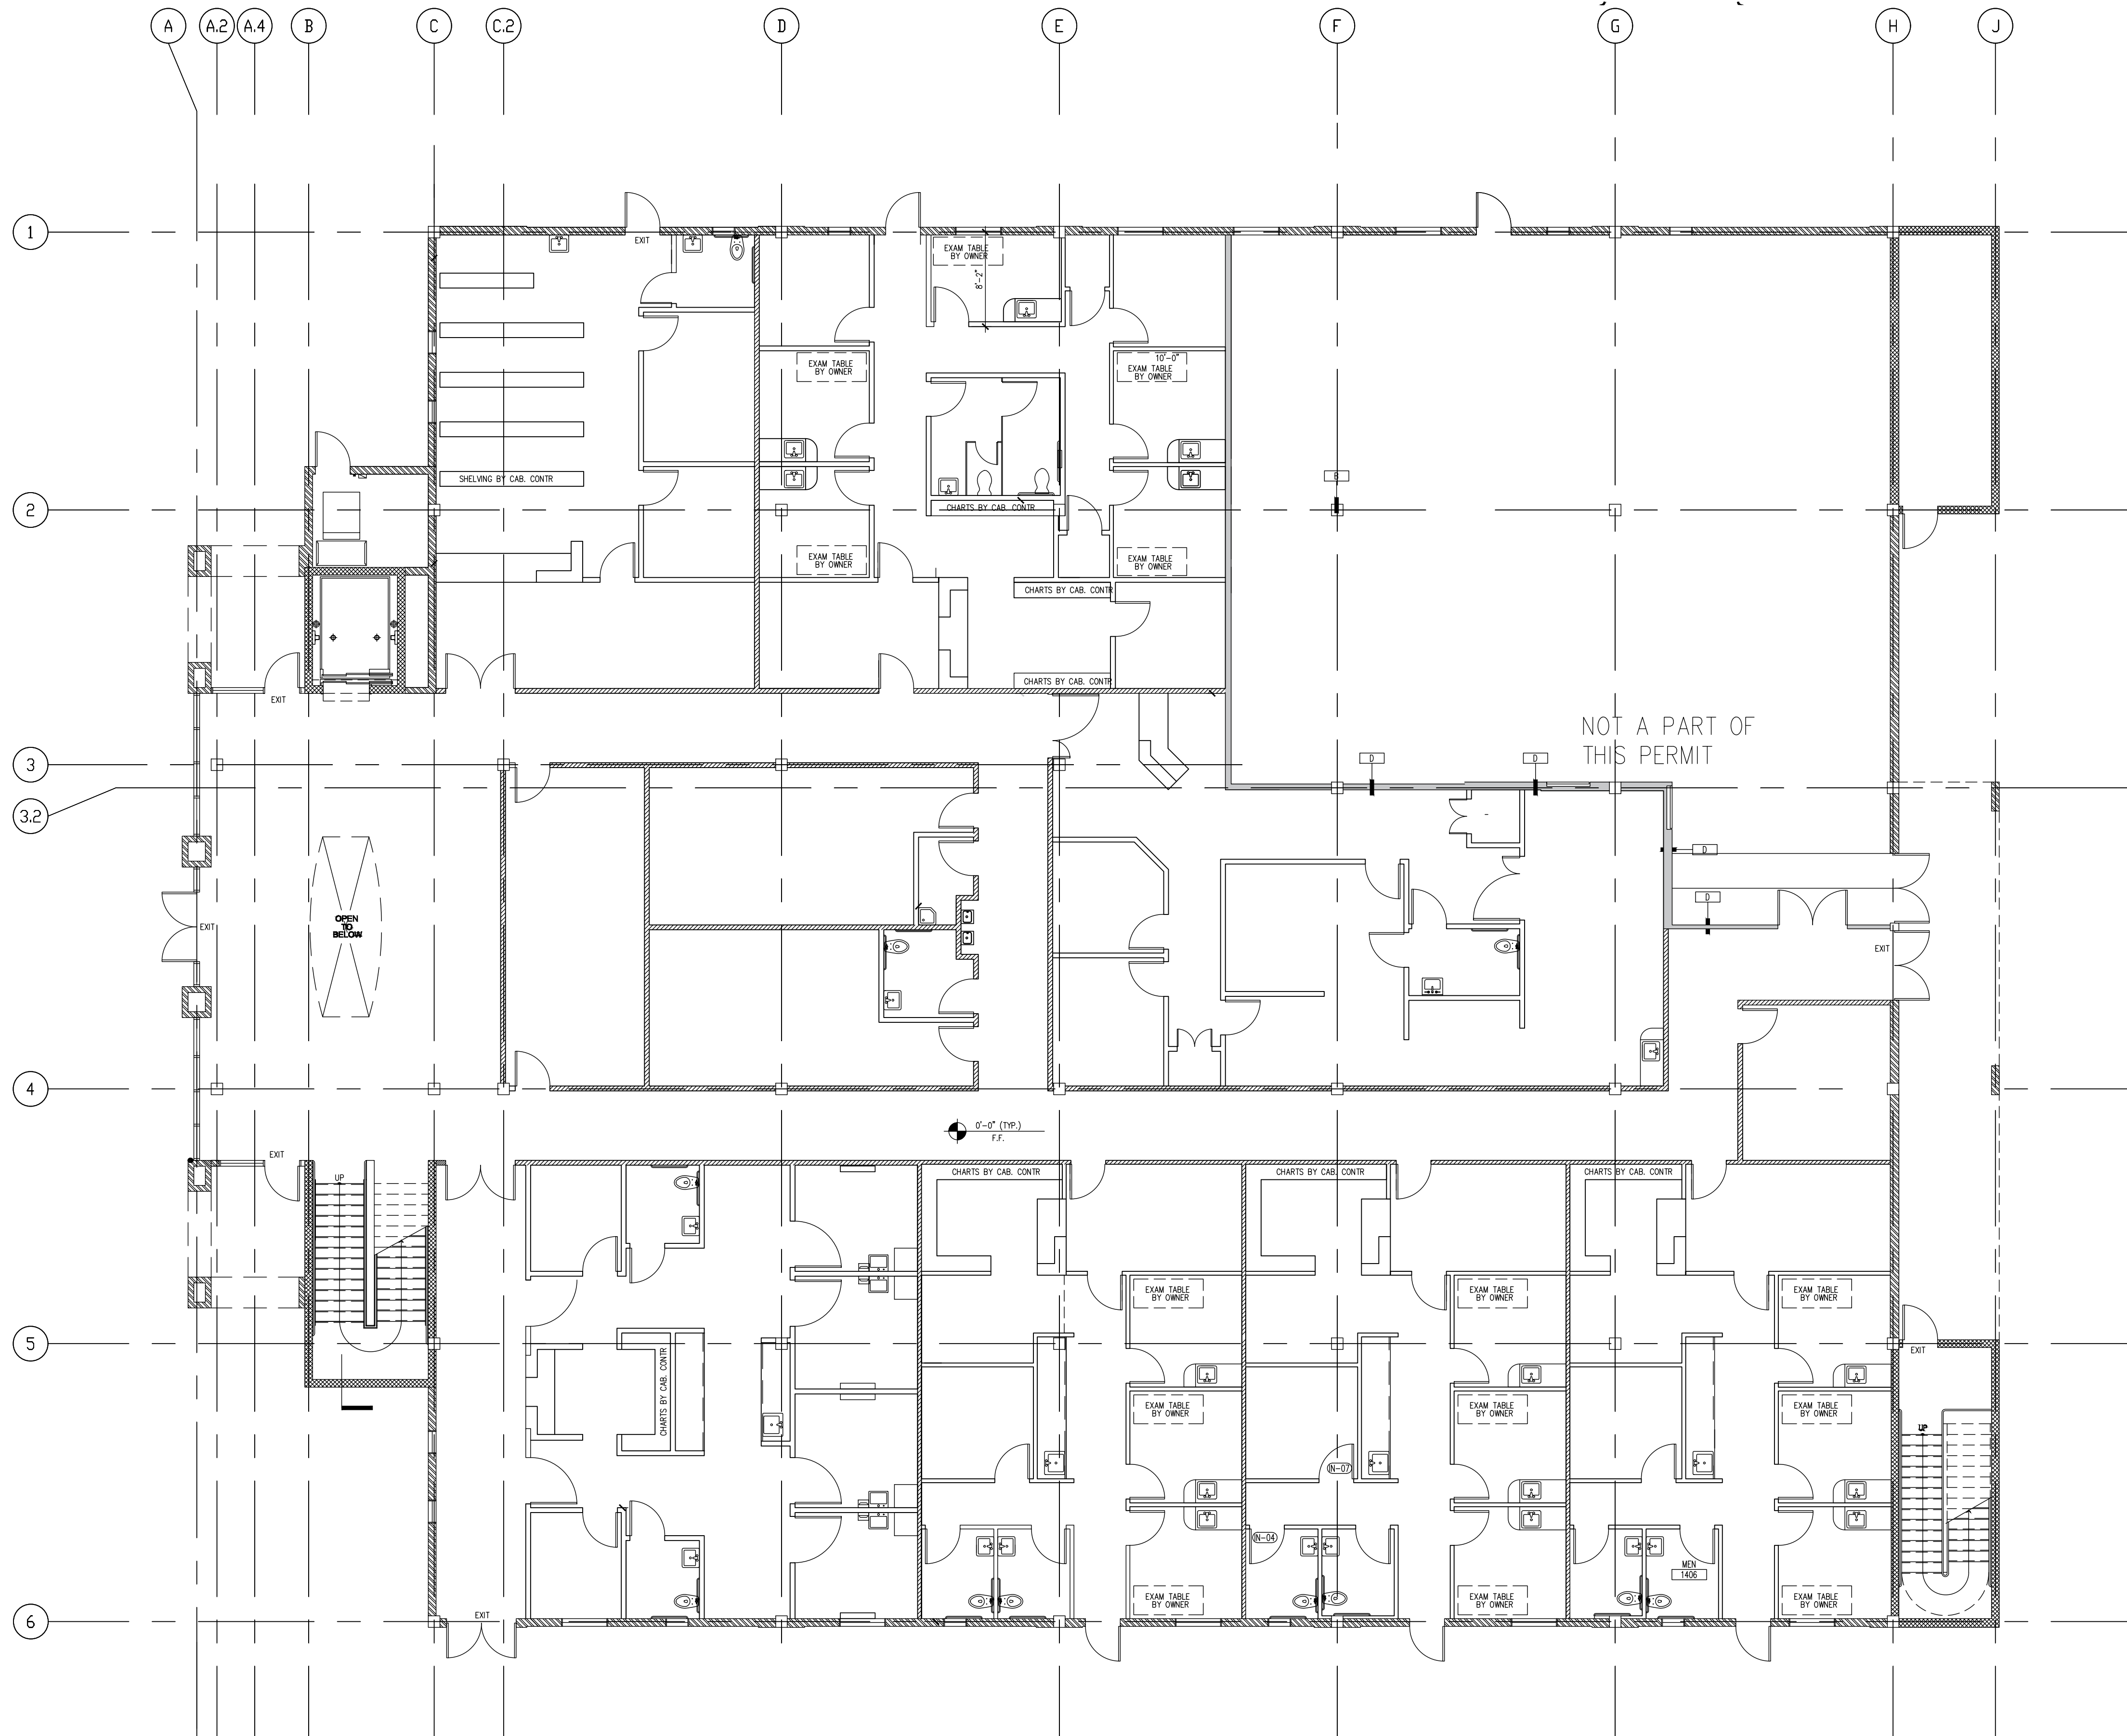 A
A.2
A.4
B
C
C.2
D
E
F
G
H
J
1
EXIT
EXAM TABLE
BY OWNER
8'-2"
EXAM TABLE
BY OWNER
10'-0"
EXAM TABLE
BY OWNER
SHELVING BY CAB. CONTR
B
2
CHARTS BY CAB. CONTR
EXAM TABLE
BY OWNER
EXAM TABLE
BY OWNER
CHARTS BY CAB. CONTR
CHARTS BY CAB. CONTR
EXIT
NOT A PART OF
THIS PERMIT
3
D
D
3.2
D
D
OPEN
TO
BELOW
EXIT
EXIT
4
0'-0" (TYP.)
F.F.
EXIT
UP
CHARTS BY CAB. CONTR
CHARTS BY CAB. CONTR
CHARTS BY CAB. CONTR
EXAM TABLE
BY OWNER
EXAM TABLE
BY OWNER
EXAM TABLE
BY OWNER
5
EXIT
CHARTS BY CAB. CONTR
EXAM TABLE
BY OWNER
EXAM TABLE
BY OWNER
EXAM TABLE
BY OWNER
UP
IN-07
IN-04
MEN
1406
EXAM TABLE
BY OWNER
EXAM TABLE
BY OWNER
EXAM TABLE
BY OWNER
6
EXIT